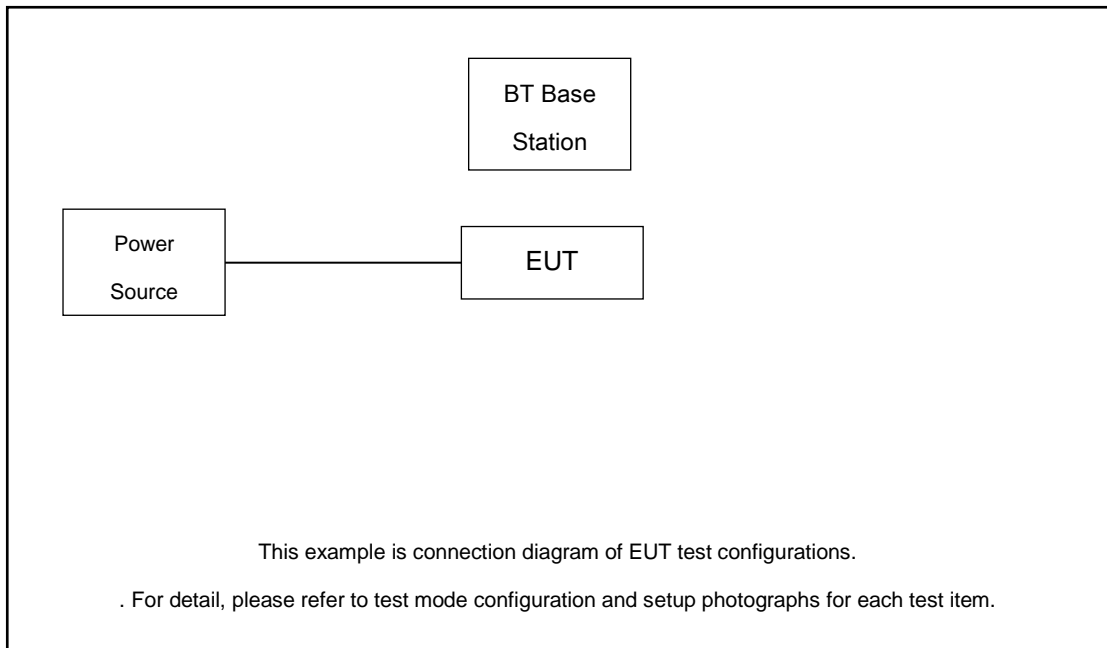 BT Base
Station
Power
Source
EUT
This example is connection diagram of EUT test configurations.
. For detail, please refer to test mode configuration and setup photographs for each test item.